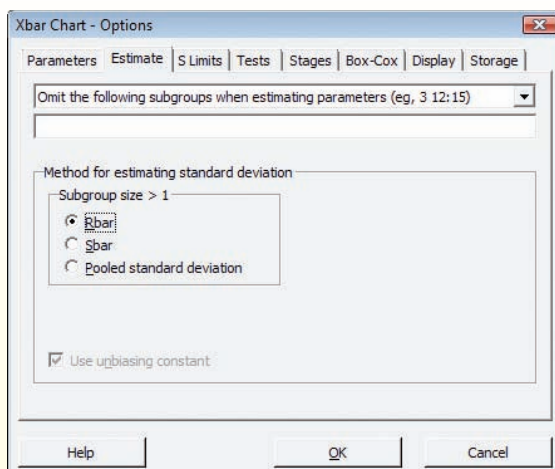 Xbar Chart - Options
Parameters Estimate S Limits Tests Stages Box-Cox Display Storage
Omit the following subgroups when estimating parameters (eg, 3 12:15)
Method for estimating standard deviation
Subgroup size > 1
Rbar
Sbar
Pooled standard deviation
Use unbiasing constant
Help OK Cancel